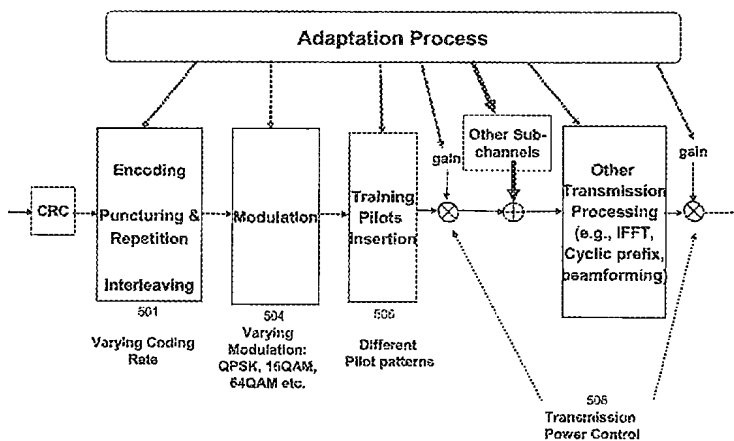 Adaptation Process
Other Sub-
channels
gain
gain
CRC
Encoding
Puncturing &
Repetition
Interleaving
Modulation
Training
Pilots
Insertion
Other
Transmission
Processing
(e.g., IFFT,
Cyclic prefix,
beamforming)
501
Varying Coding
Rate
504
Varying
Modulation:
QPSK, 16QAM,
64QAM etc.
Different
Pilot patterns
Transmission
Power Control